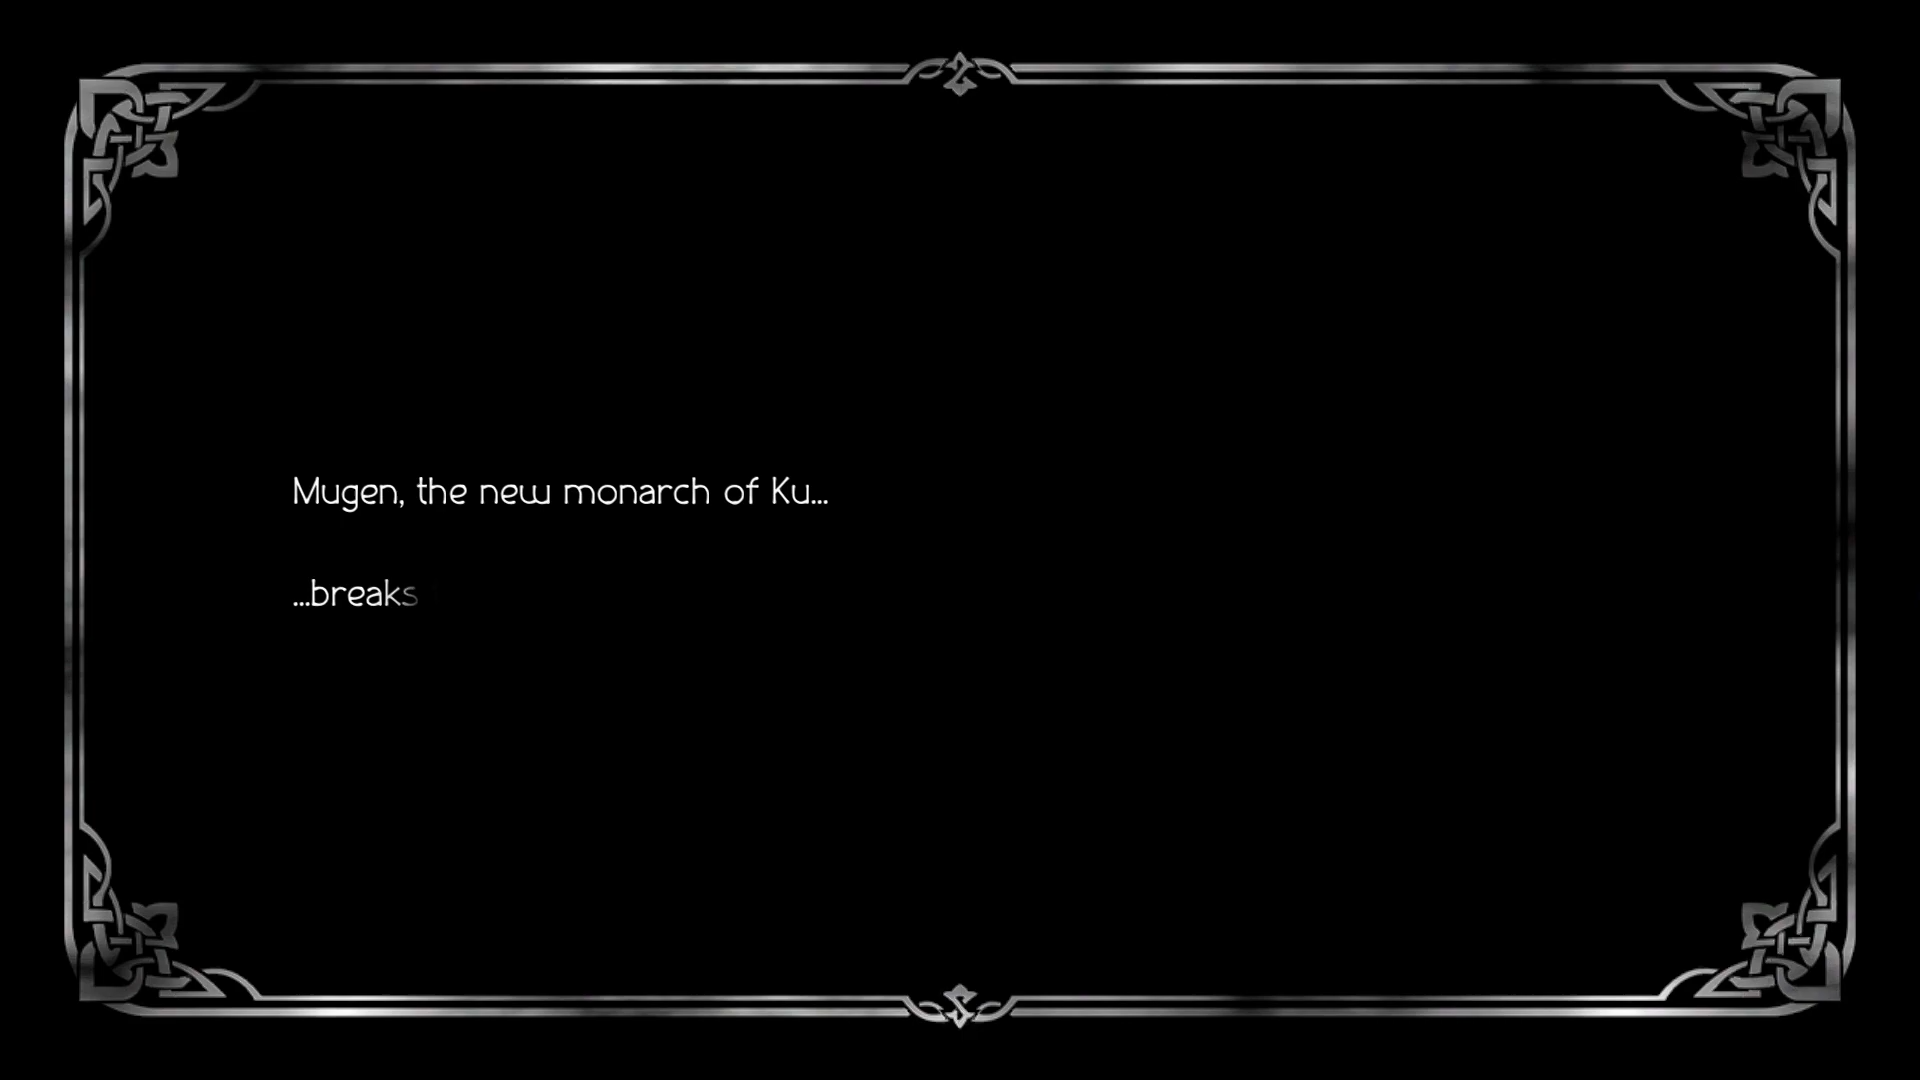 Mugen, the new monarch of Ku...
...breaks